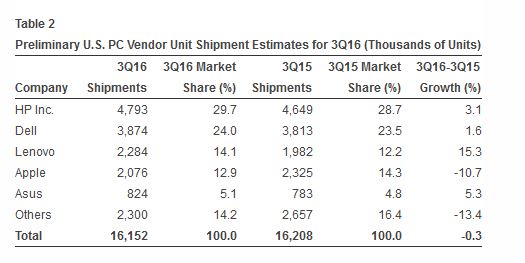 Table 2
Preliminary U.S. PC Vendor Unit Shipment Estimates for 3Q16 (Thousands of Units)
3Q16 3Q16 Market 3Q15 3Q15 Market 3Q16-3Q15
Company Shipments Share (%) Shipments Share (%) Growth (%)
HP Inc. 4,793 29.7 4,649 28.7 3.1
Dell 3,874 24.0 3,813 23.5 1.6
Lenovo 2,284 14.1 1,982 12.2 15.3
Apple 2,076 12.9 2,325 14.3 -10.7
Asus 824 5.1 783 4.8 5.3
Others 2,300 14.2 2,657 16.4 -13.4
Total 16,152 100.0 16,208 100.0 -0.3